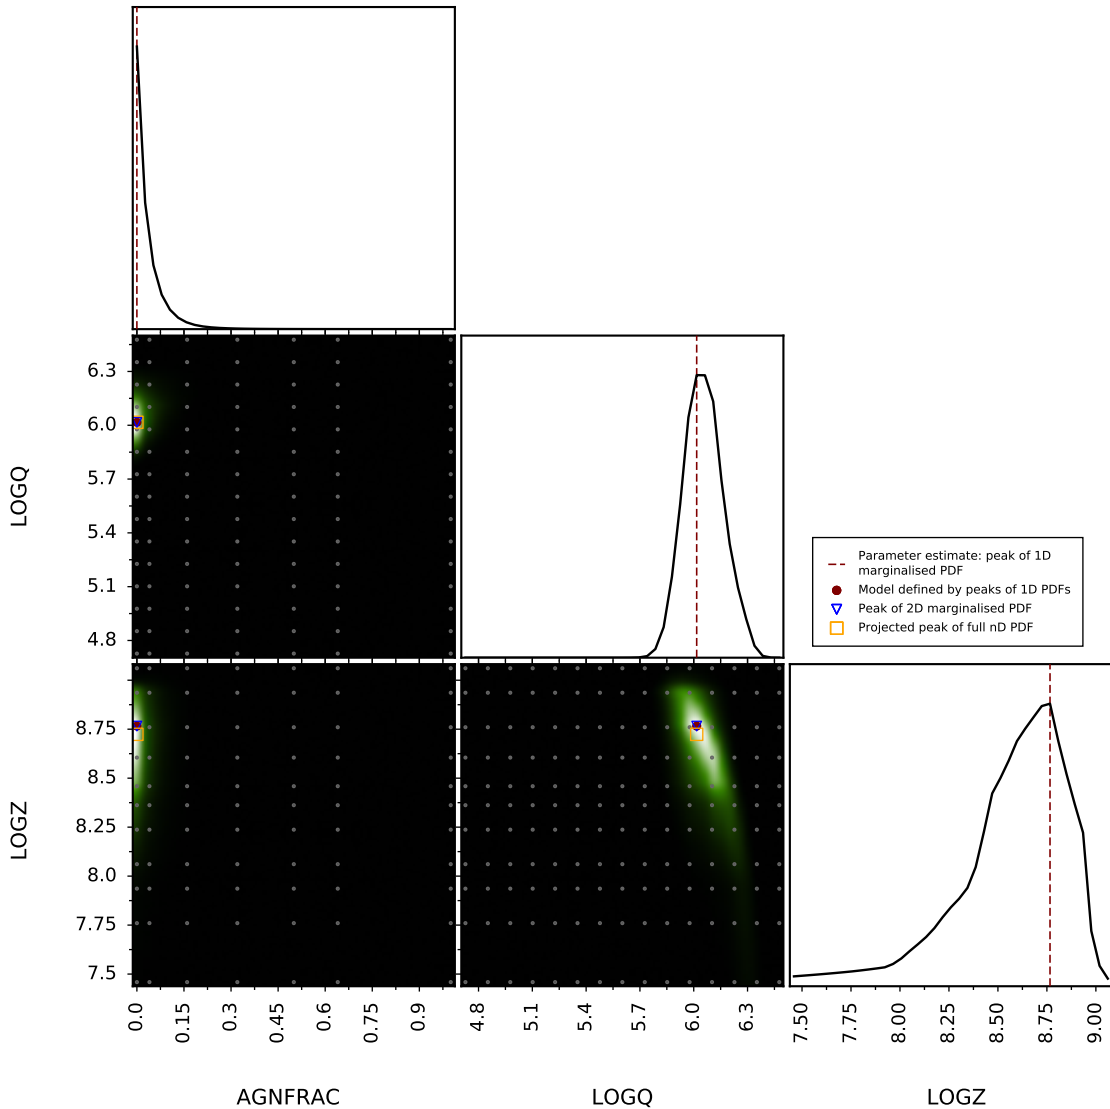 6.3
6.0
5.7
5.4
5.1
4.8
LOGQ
Parameter estimate: peak of 1D
marginalised PDF
Model defined by peaks of 1D PDFs
Peak of 2D marginalised PDF
Projected peak of full nD PDF
8.75
8.5
8.25
8.0
7.75
7.5
LOGZ
0.0 0.15 0.3 0.45 0.6 0.75 0.9
4.8 5.1 5.4 5.7 6.0 6.3
7.50 7.75 8.00 8.25 8.50 8.75 9.00
AGNFRAC LOGQ LOGZ